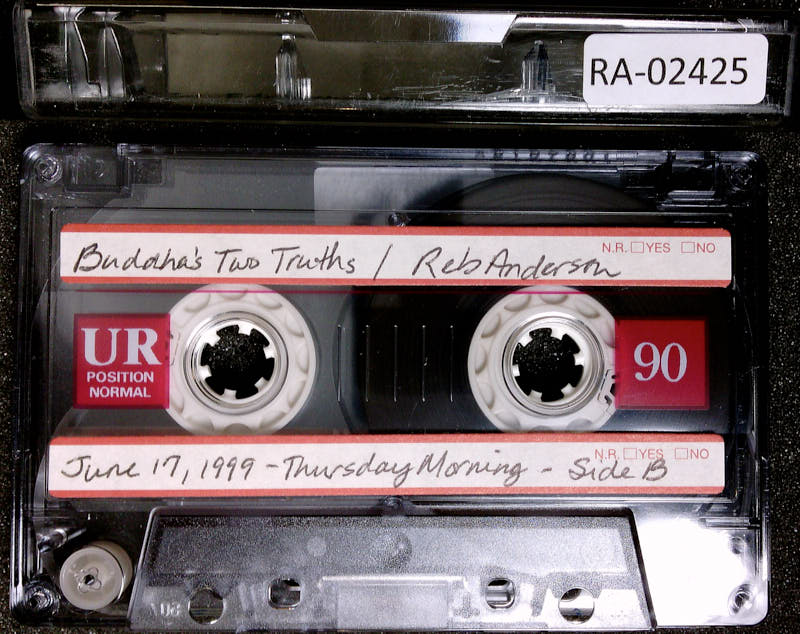 RA-02425
Buddha's Two Truths / Reb Anderson
N.R. □YES □NO
UR
POSITION
NORMAL
90
June 17, 1999 - Thursday Morning - Side B
N.R. □YES □NO